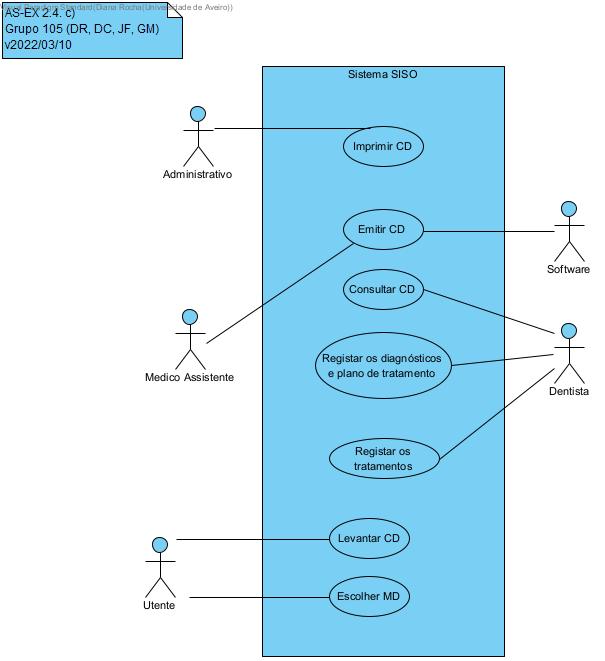 Visual Paradigm Standard(Diana Rocha(Universidade de Aveiro))
AS-EX 2.4. c)
Grupo 105 (DR, DC, JF, GM)
v2022/03/10
Sistema SISO
Imprimir CD
Administrativo
Emitir CD
Software
Consultar CD
Medico Assistente
Registar os diagnósticos
e plano de tratamento
Dentista
Registar os
tratamentos
Levantar CD
Utente
Escolher MD